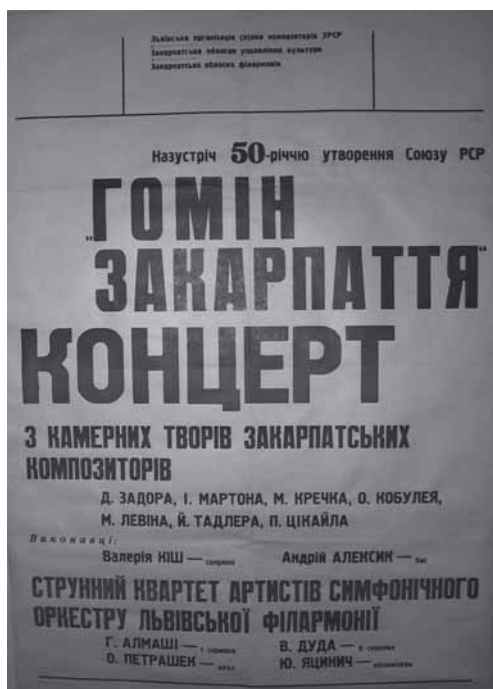 Львівська організація спілки композиторів УРСР
Закарпатське обласне управління культури
Закарпатська обласна філармонія
Назустріч 50-річчю утворення Союзу РСР
„ГОМІН
ЗАКАРПАТТЯ"
КОНЦЕРТ
З КАМЕРНИХ ТВОРІВ ЗАКАРПАТСЬКИХ
КОМПОЗИТОРІВ
Д. ЗАДОРА, І. МАРТОНА, М. КРЕЧКА, О. КОБУЛЕЯ,
М. ЛЕВІНА, Й. ТАДЛЕРА, П. ЦІКАЙЛА
Виконавці:
Валерія КІШ — сопрано Андрій АЛЕКСИК — бас
СТРУННИЙ КВАРТЕТ АРТИСТІВ СИМФОНІЧНОГО
ОРКЕСТРУ ЛЬВІВСЬКОЇ ФІЛАРМОНІЇ
Г. АЛМАШІ — І скрипка В. ДУДА — ІІ скрипка
О. ПЕТРАШЕК — альт Ю. ЯЦИНИЧ — віолончель